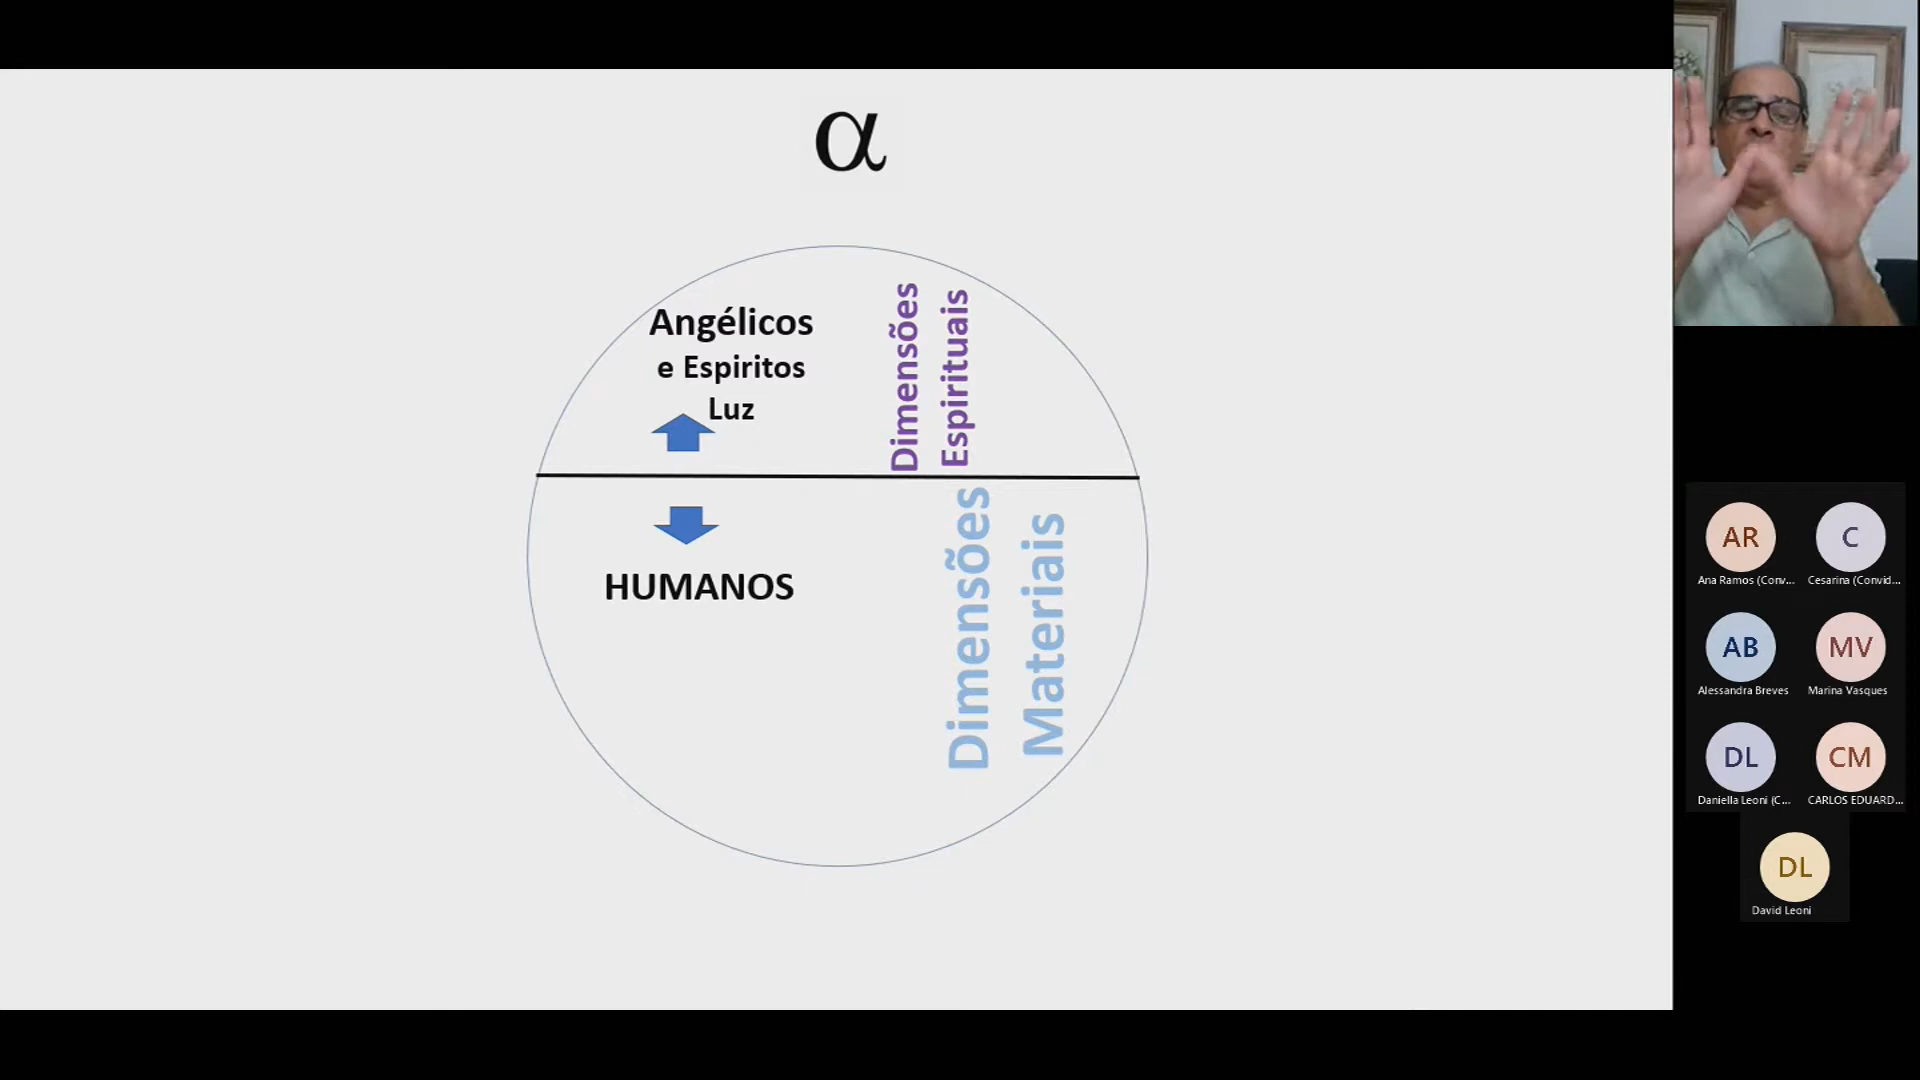 α
Angélicos
e Espiritos
Luz
Dimensões
Espirituais
HUMANOS
Dimensões
Materiais
AR
Ana Ramos (Conv...
C
Cesarina (Convid...
AB
Alessandra Breves
MV
Marina Vasques
DL
Daniella Leoni (C...
CM
CARLOS EDUARD...
DL
David Leoni